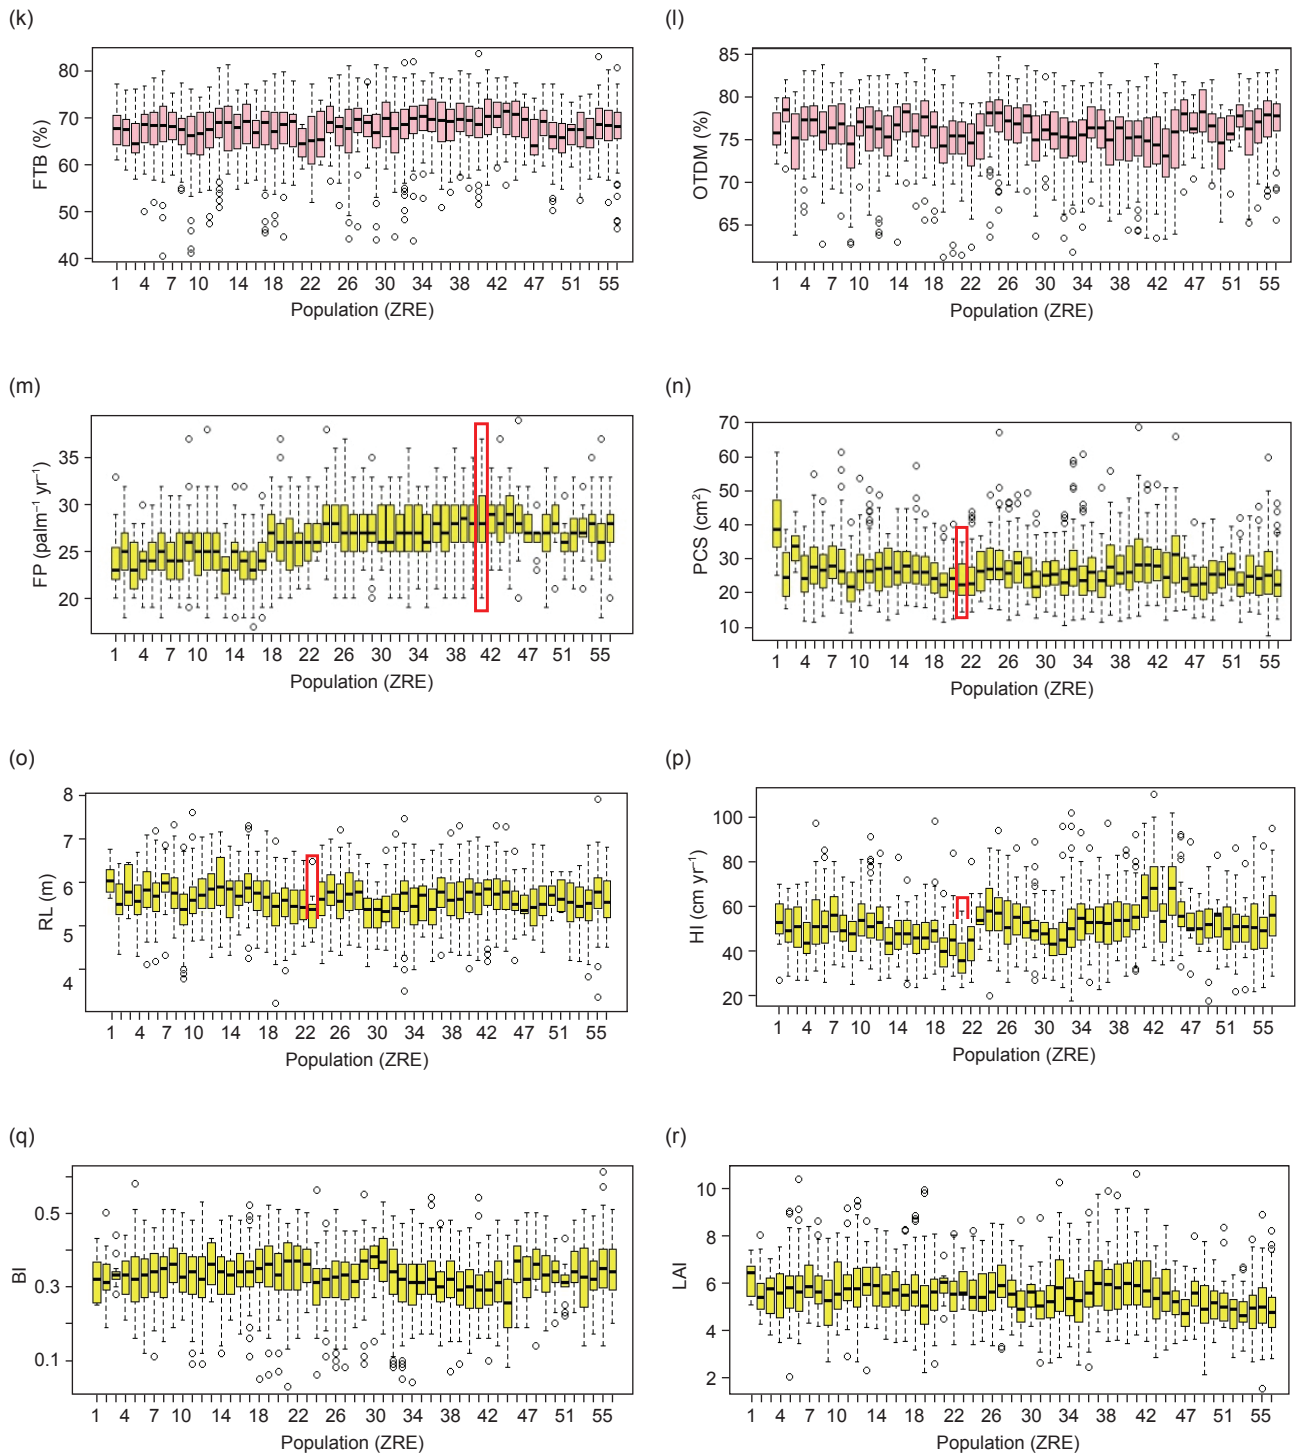 (k)
(l)
FTB (%)
80
70
60
50
40
1 4 7 10 14 18 22 26 30 34 38 42 47 51 55
Population (ZRE)
OTDM (%)
85
80
75
70
65
1 4 7 10 14 18 22 26 30 34 38 42 47 51 55
Population (ZRE)
(m)
(n)
FP (palm⁻¹ yr⁻¹)
35
30
25
20
1 4 7 10 14 18 22 26 30 34 38 42 47 51 55
Population (ZRE)
PCS (cm²)
70
60
50
40
30
20
10
1 4 7 10 14 18 22 26 30 34 38 42 47 51 55
Population (ZRE)
(o)
(p)
RL (m)
8
7
6
5
4
1 4 7 10 14 18 22 26 30 34 38 42 47 51 55
Population (ZRE)
HI (cm yr⁻¹)
100
80
60
40
20
1 4 7 10 14 18 22 26 30 34 38 42 47 51 55
Population (ZRE)
(q)
(r)
BI
0.5
0.3
0.1
1 4 7 10 14 18 22 26 30 34 38 42 47 51 55
Population (ZRE)
LAI
10
8
6
4
2
1 4 7 10 14 18 22 26 30 34 38 42 47 51 55
Population (ZRE)